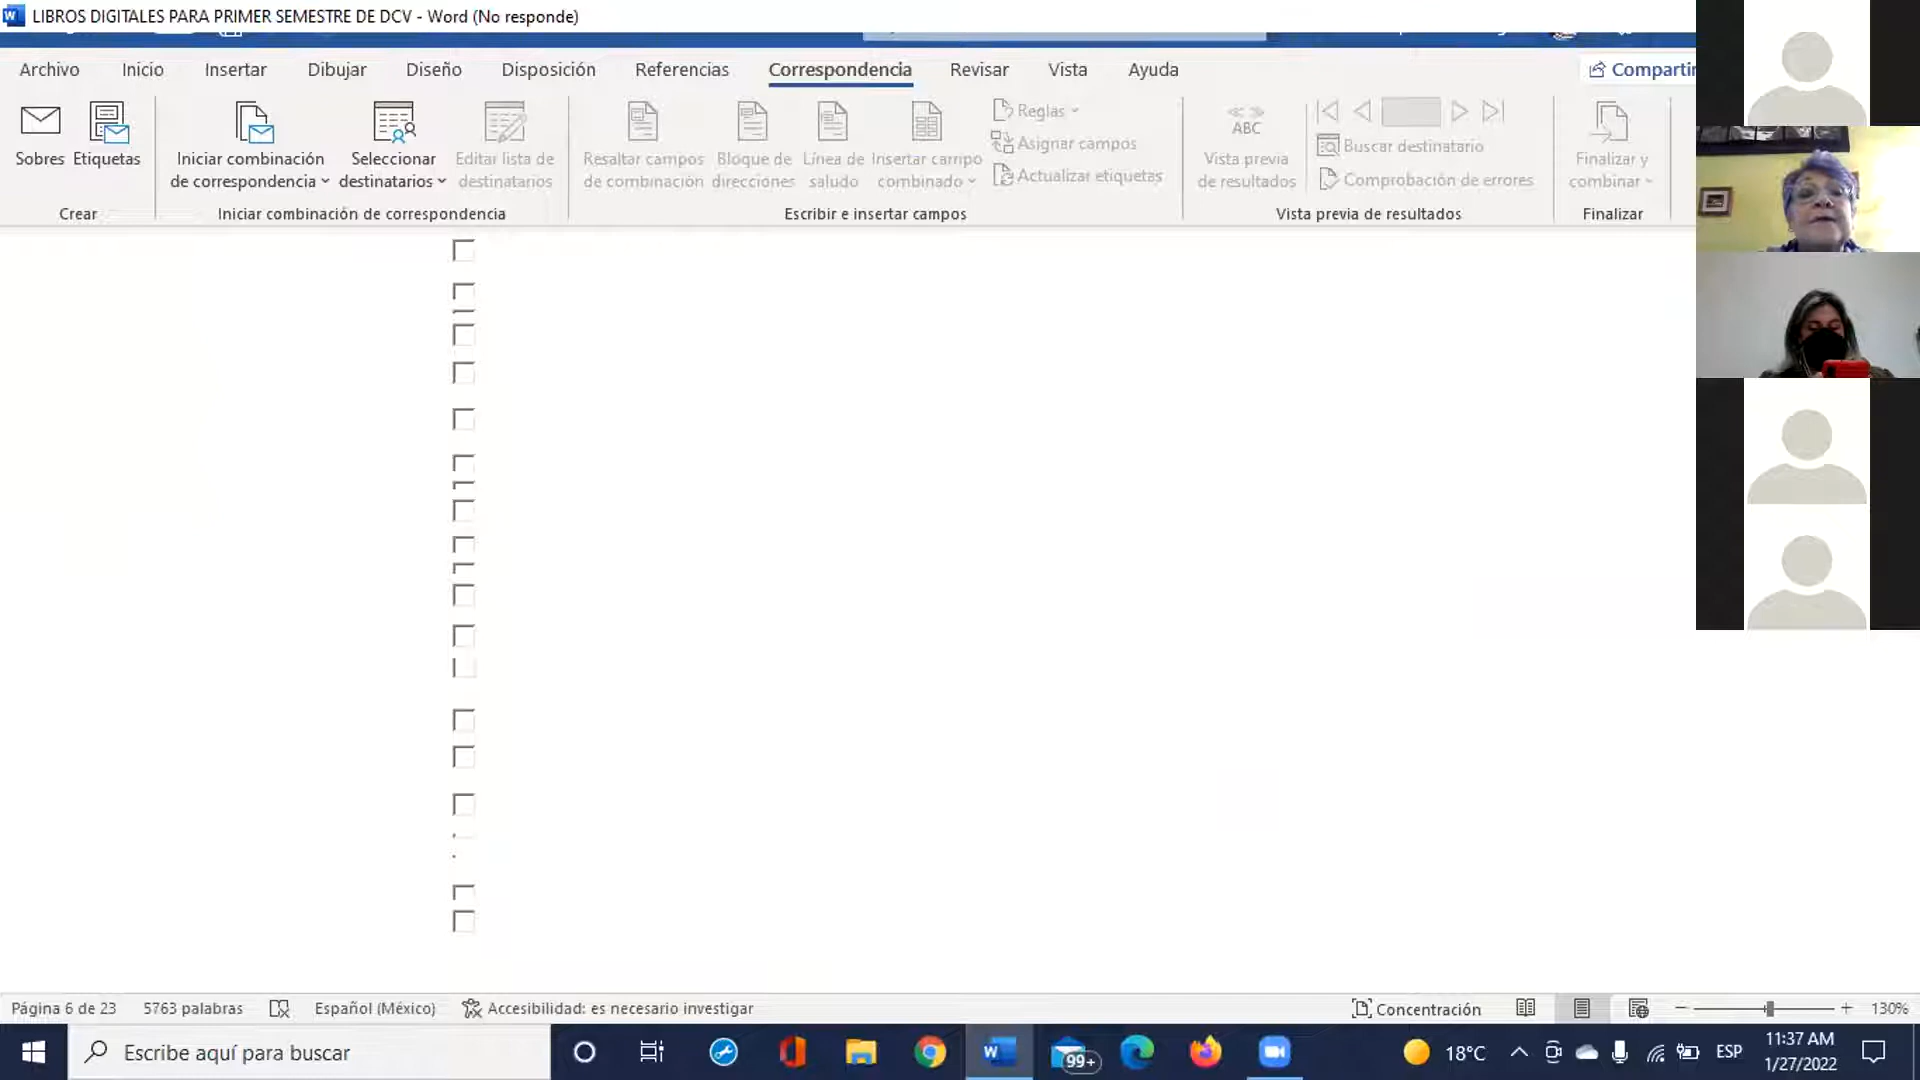 LIBROS DIGITALES PARA PRIMER SEMESTRE DE DCV - Word (No responde)
Archivo Inicio Insertar Dibujar Diseño Disposición Referencias Correspondencia Revisar Vista Ayuda Compartir
Sobres Etiquetas
Iniciar combinación
de correspondencia
Seleccionar
destinatarios
Editar lista de
destinatarios
Resaltar campos
de combinación
Bloque de
direcciones
Línea de
saludo
Insertar campo
combinado
Reglas
Asignar campos
Actualizar etiquetas
ABC
Vista previa
de resultados
Buscar destinatario
Comprobación de errores
Finalizar y
combinar
Crear Iniciar combinación de correspondencia Escribir e insertar campos Vista previa de resultados Finalizar
Página 6 de 23 5763 palabras Español (México) Accesibilidad: es necesario investigar Concentración 130%
Escribe aquí para buscar 99+ 18°C ESP 11:37 AM
1/27/2022